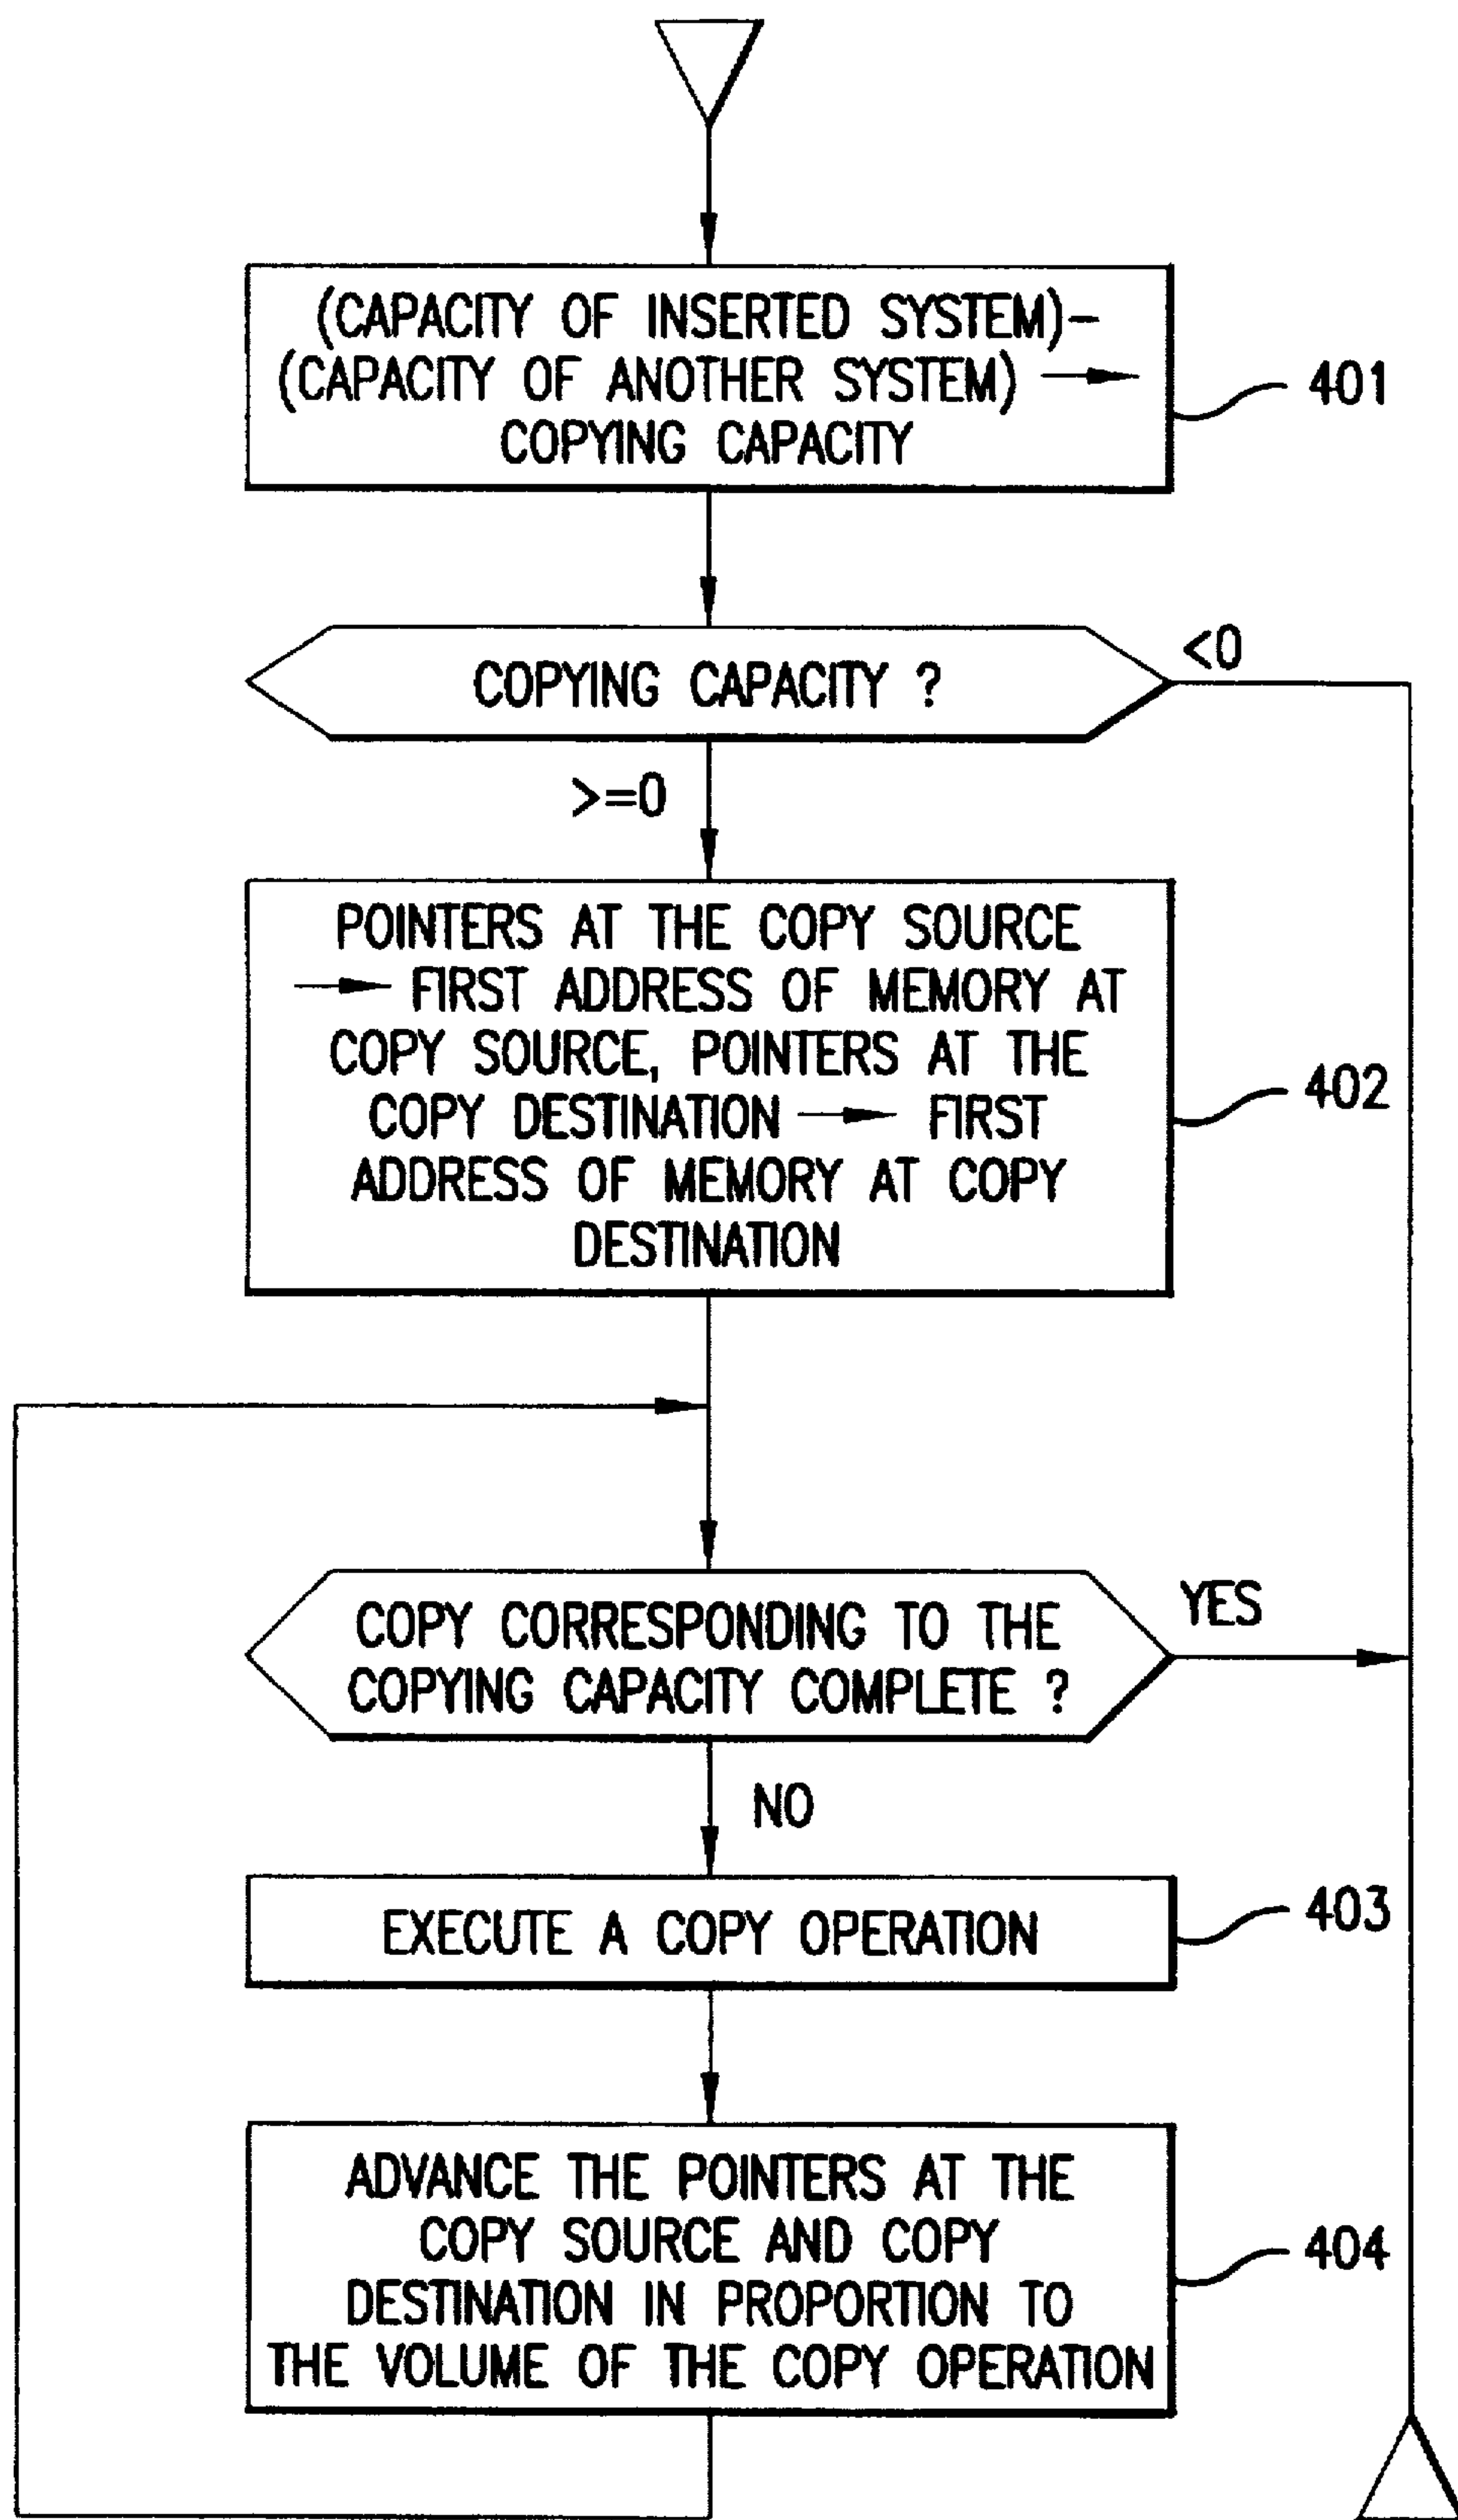 (CAPACITY OF INSERTED SYSTEM)-
(CAPACITY OF ANOTHER SYSTEM) →
COPYING CAPACITY
401
COPYING CAPACITY ?
<0
>=0
POINTERS AT THE COPY SOURCE
→ FIRST ADDRESS OF MEMORY AT
COPY SOURCE, POINTERS AT THE
COPY DESTINATION → FIRST
ADDRESS OF MEMORY AT COPY
DESTINATION
402
COPY CORRESPONDING TO THE
COPYING CAPACITY COMPLETE ?
YES
NO
EXECUTE A COPY OPERATION
403
ADVANCE THE POINTERS AT THE
COPY SOURCE AND COPY
DESTINATION IN PROPORTION TO
THE VOLUME OF THE COPY OPERATION
404